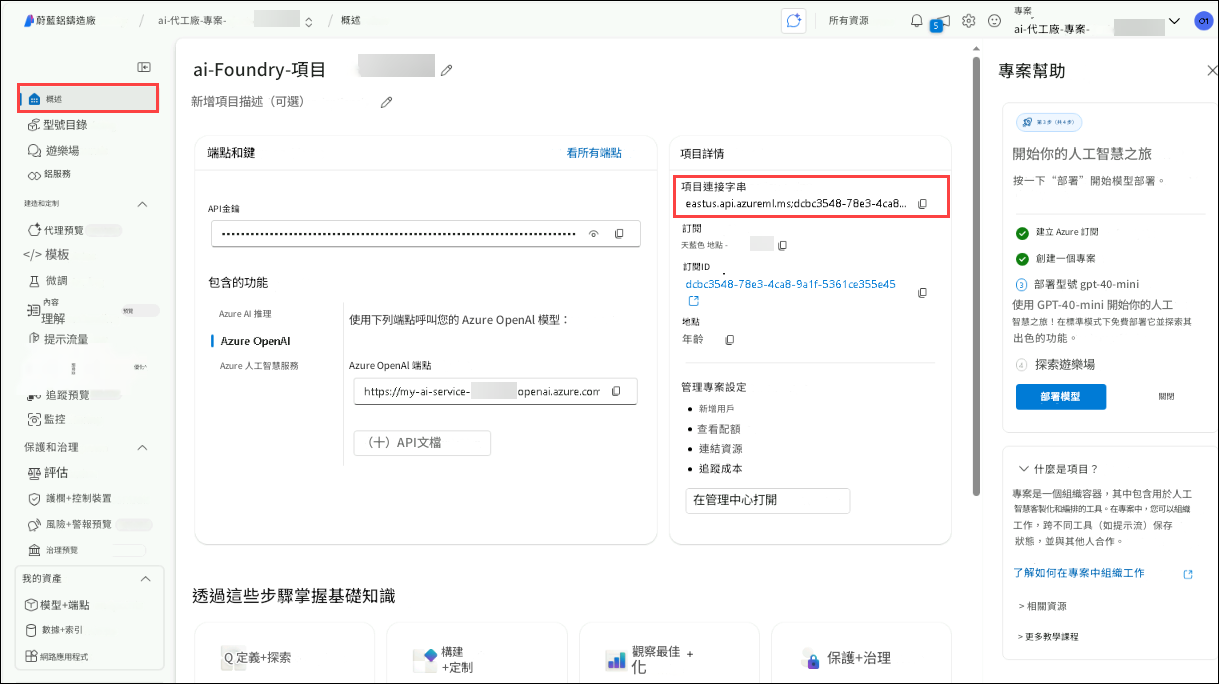 蔚藍鋁鑄造廠
/
ai-代工廠-專案-
/
概述
所有資源
5
專案
ai-代工廠-專案-
01
概述
型號目錄
遊樂場
鋁服務
建造和定制
代理預覽
</> 模板
微調
內容
理解
預覽
提示流量
優化^
追蹤預覽
監控
保護和治理
評估
護欄+控制裝置
風險+警報預覽
治理預覽
我的資產
模型+端點
數據+索引
網路應用程式
ai-Foundry-項目
新增項目描述（可選）
端點和鍵
看所有端點
API金鑰
包含的功能
Azure AI 推理
Azure OpenAI
Azure 人工智慧服務
使用下列端點呼叫您的 Azure OpenAI 模型：
Azure OpenAI 端點
https://my-ai-service-
openai.azure.com
（十）API文檔
項目詳情
項目連接字串
eastus.api.azureml.ms;dcbc3548-78e3-4ca8...
訂閱
天藍色 地點 -
訂閱ID
dcbc3548-78e3-4ca8-9a1f-5361ce355e45
地點
年齡
管理專案設定
• 新增用戶
• 查看配額
• 連結資源
• 追蹤成本
在管理中心打開
透過這些步驟掌握基礎知識
Q 定義+探索
構建
+定制
觀察最佳 +
化
保護+治理
專案幫助
第 3 步（共 4 步）
開始你的人工智慧之旅
按一下“部署”開始模型部署。
建立 Azure 訂閱
創建一個專案
3 部署型號 gpt-40-mini
使用 GPT-40-mini 開始你的人工
智慧之旅！在標準模式下免費部署它並探索其
出色的功能。
4 探索遊樂場
部署模型
關閉
什麼是項目？
專案是一個組織容器，其中包含用於人工
智慧客製化和編排的工具。在專案中，您可以組織
工作，跨不同工具（如提示流）保存
狀態，並與其他人合作。
了解如何在專案中組織工作
> 相關資源
> 更多教學課程